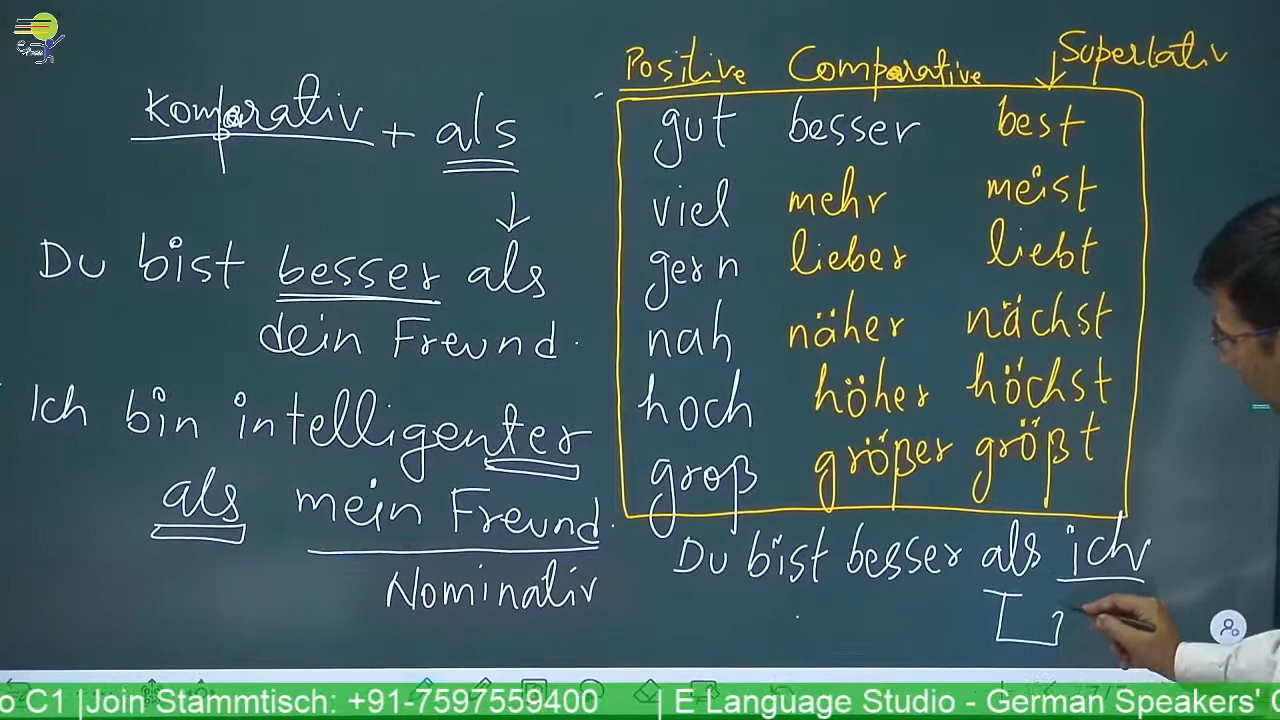 Komparativ + als
Du bist besser als
dein Freund.
Ich bin intelligenter
als mein Freund.
Nominativ
Positive Comparative Superlativ
gut besser best
viel mehr meist
gern lieber liebt
nah näher nächst
hoch höher höchst
groß größer größt
Du bist besser als ich
o C1 |Join Stammtisch: +91-7597559400 | E Language Studio - German Speakers'